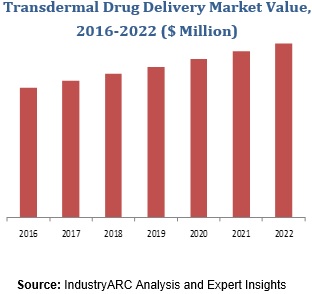 Transdermal Drug Delivery Market Value,
2016-2022 ($ Million)
2016 2017 2018 2019 2020 2021 2022
Source: IndustryARC Analysis and Expert Insights